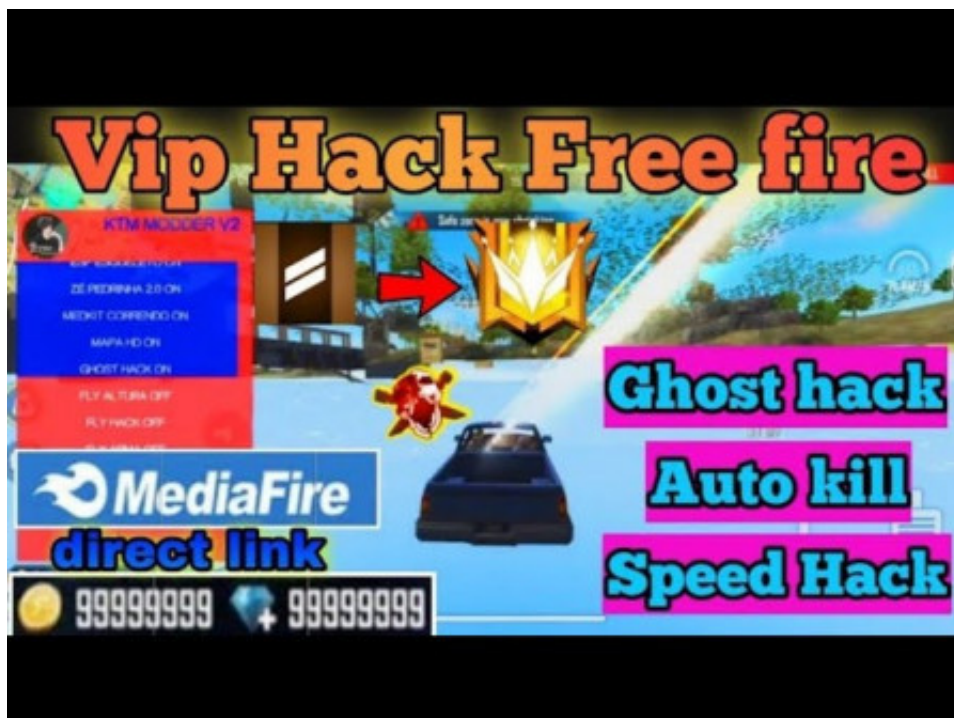 Vip Hack Free fire
KTM MODDER V2
ZÉ PEDRINHA 2.0 ON
MEDKIT CORRENDO ON
MAPA HD ON
GHOST HACK ON
FLY ALTURA OFF
FLY HACK OFF
MediaFire
direct link
99999999 99999999
Ghost hack
Auto kill
Speed Hack